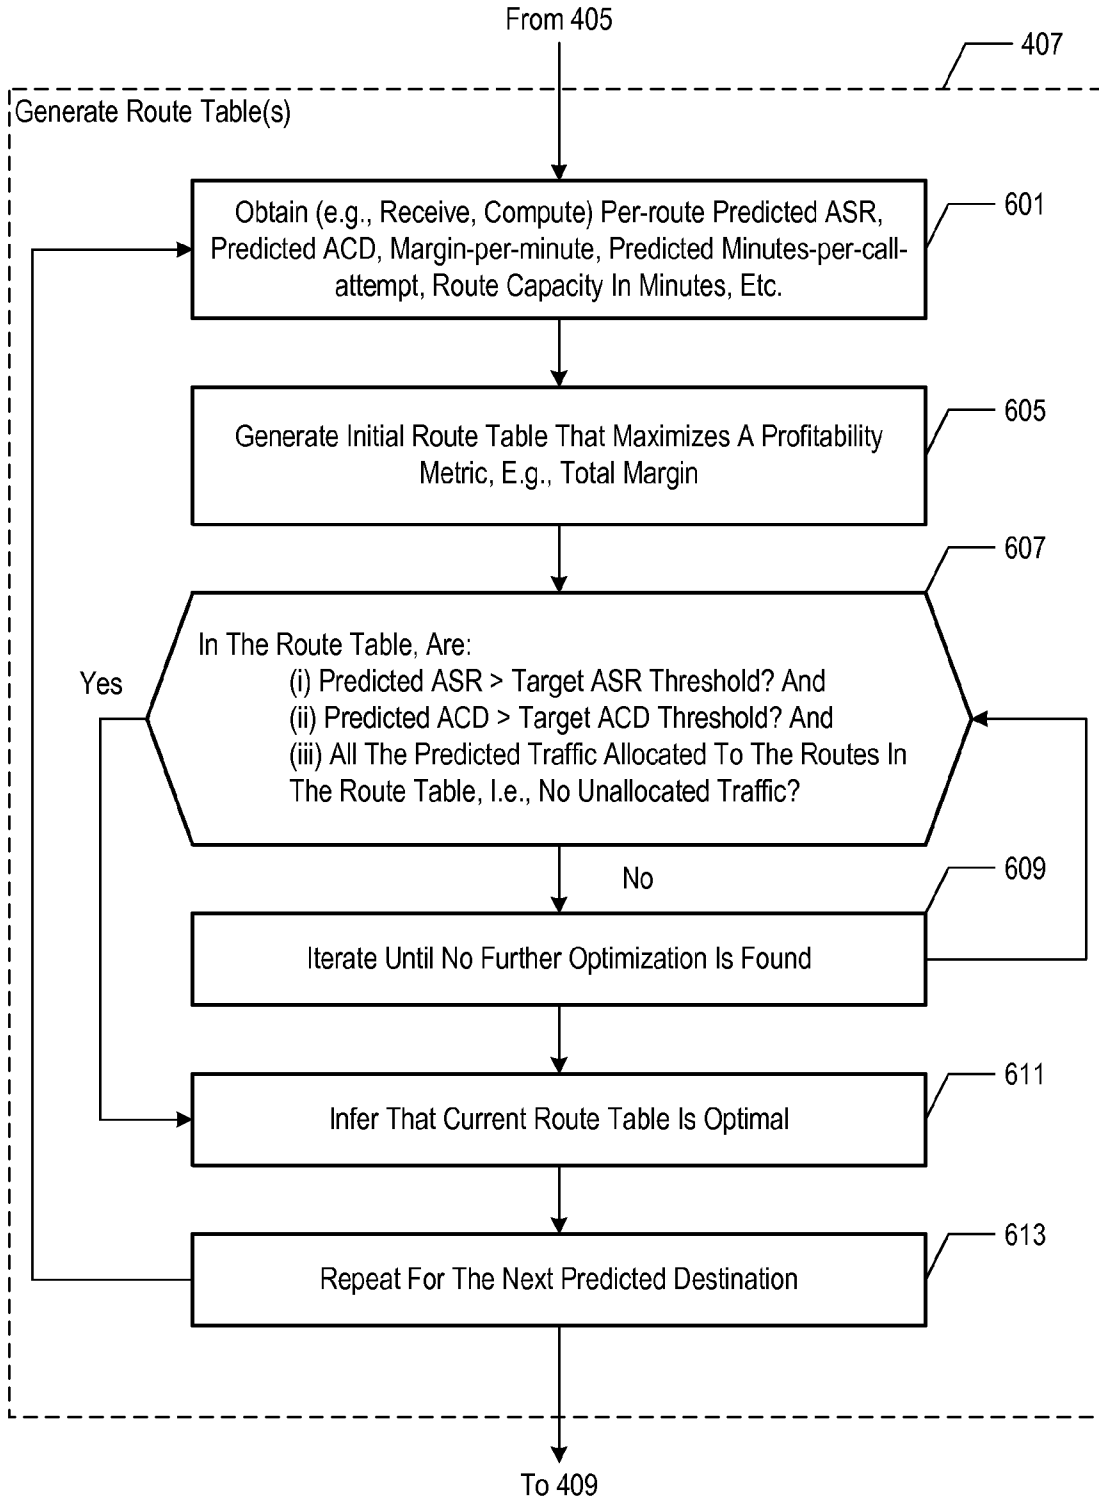 From 405
407
Generate Route Table(s)
601
Obtain (e.g., Receive, Compute) Per-route Predicted ASR,
Predicted ACD, Margin-per-minute, Predicted Minutes-per-call-
attempt, Route Capacity In Minutes, Etc.
605
Generate Initial Route Table That Maximizes A Profitability
Metric, E.g., Total Margin
607
In The Route Table, Are:
(i) Predicted ASR > Target ASR Threshold? And
(ii) Predicted ACD > Target ACD Threshold? And
(iii) All The Predicted Traffic Allocated To The Routes In
The Route Table, I.e., No Unallocated Traffic?
Yes
No
609
Iterate Until No Further Optimization Is Found
611
Infer That Current Route Table Is Optimal
613
Repeat For The Next Predicted Destination
To 409